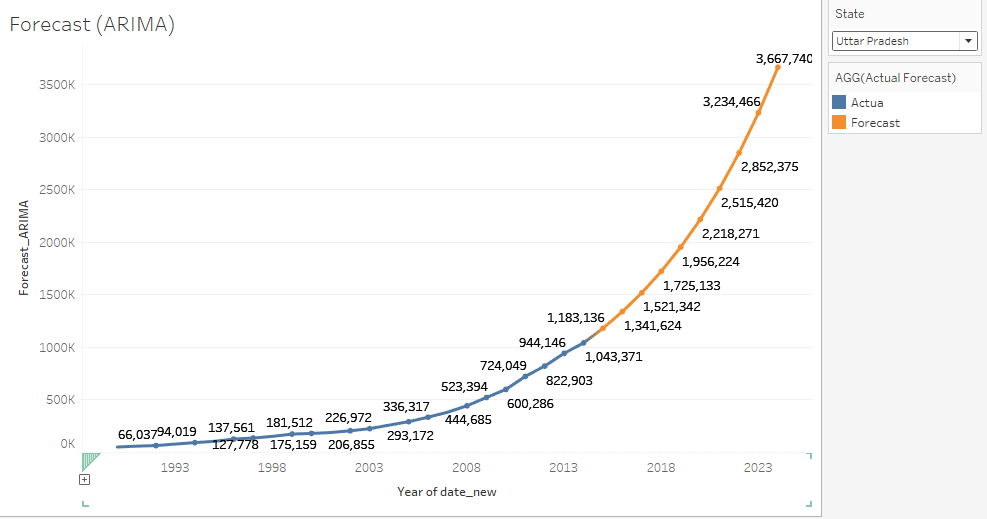 Forecast (ARIMA)
State
Uttar Pradesh
AGG(Actual Forecast)
Actua
Forecast
Forecast_ARIMA
3500K
3000K
2500K
2000K
1500K
1000K
500K
0K
3,667,740
3,234,466
2,852,375
2,515,420
2,218,271
1,956,224
1,725,133
1,521,342
1,183,136
1,341,624
944,146
1,043,371
724,049
822,903
523,394
600,286
336,317
444,685
226,972
293,172
181,512
206,855
137,561
175,159
94,019
127,778
66,037
1993 1998 2003 2008 2013 2018 2023
Year of date_new